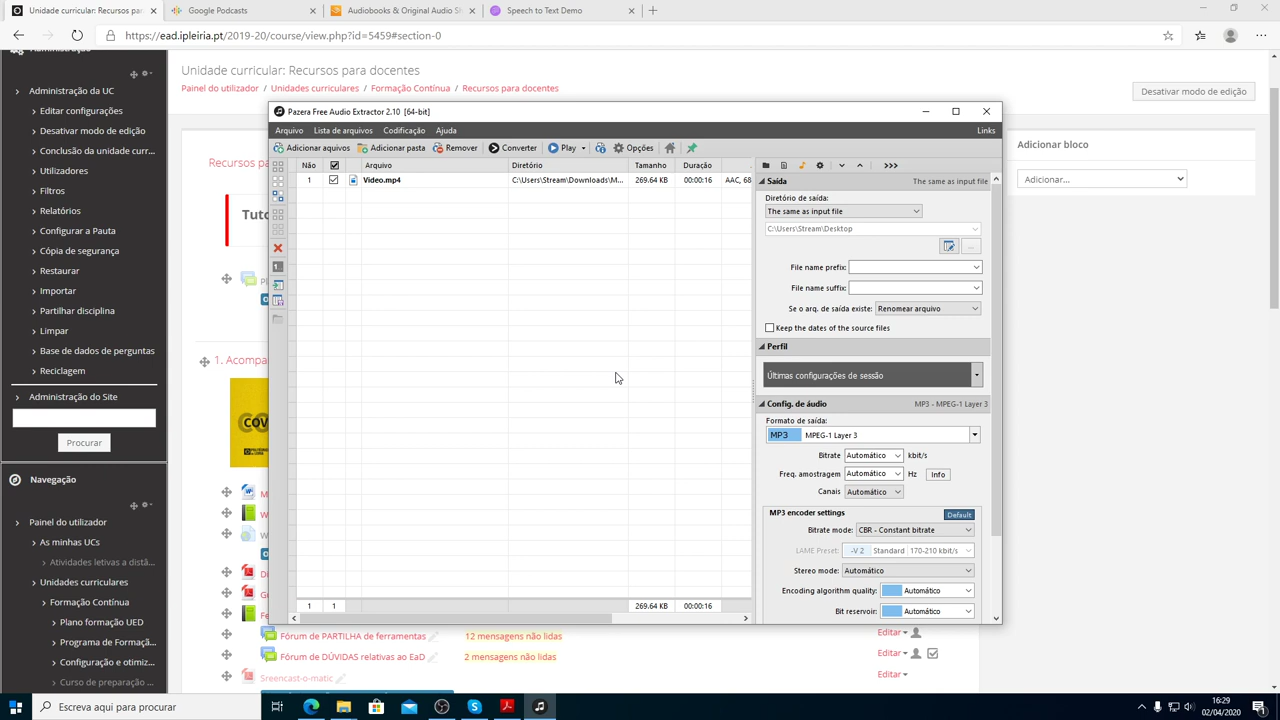 Unidade curricular: Recursos par
Google Podcasts
Audiobooks & Original Audio Sh
Speech to Text Demo
https://ead.ipleiria.pt/2019-20/course/view.php?id=5459#section-0
Administração
Administração da UC
Editar configurações
Desativar modo de edição
Conclusão da unidade curr...
Utilizadores
Filtros
Relatórios
Configurar a Pauta
Cópia de segurança
Restaurar
Importar
Partilhar disciplina
Limpar
Base de dados de perguntas
Reciclagem
Administração do Site
Procurar
Navegação
Painel do utilizador
As minhas UCs
Atividades letivas a distâ...
Unidades curriculares
Formação Contínua
Plano formação UED
Programa de Formaçã...
Configuração e otimiz...
Curso de preparação ...
Unidade curricular: Recursos para docentes
Painel do utilizador / Unidades curriculares / Formação Contínua / Recursos para docentes
Desativar modo de edição
Adicionar bloco
Adicionar...
Recursos p
Tuto
1. Acompa
Pazera Free Audio Extractor 2.10 [64-bit]
Arquivo Lista de arquivos Codificação Ajuda Links
Adicionar aquivos Adicionar pasta Remover Converter Play Opções
Não Arquivo Diretório Tamanho Duração
1 Video.mp4 C:\Users\Stream\Downloads\M... 269.64 KB 00:00:16 AAC, 68
1 1 269.64 KB 00:00:16
Saída The same as input file
Diretório de saída:
The same as input file
C:\Users\Stream\Desktop
...
File name prefix:
File name suffix:
Se o arq. de saída existe: Renomear arquivo
Keep the dates of the source files
Perfil
Últimas configurações de sessão
Config. de áudio MP3 - MPEG-1 Layer 3
Formato de saída:
MP3 MPEG-1 Layer 3
Bitrate Automático kbit/s
Freq. amostragem Automático Hz Info
Canais Automático
MP3 encoder settings Default
Bitrate mode: CBR - Constant bitrate
LAME Preset: -V 2 Standard 170-210 kbit/s
Stereo mode: Automático
Encoding algorithm quality: Automático
Bit reservoir: Automático
Fórum de PARTILHA de ferramentas 12 mensagens não lidas Editar
Fórum de DÚVIDAS relativas ao EaD 2 mensagens não lidas Editar
Sreencast-o-matic Editar
Escreva aqui para procurar
16:29
02/04/2020